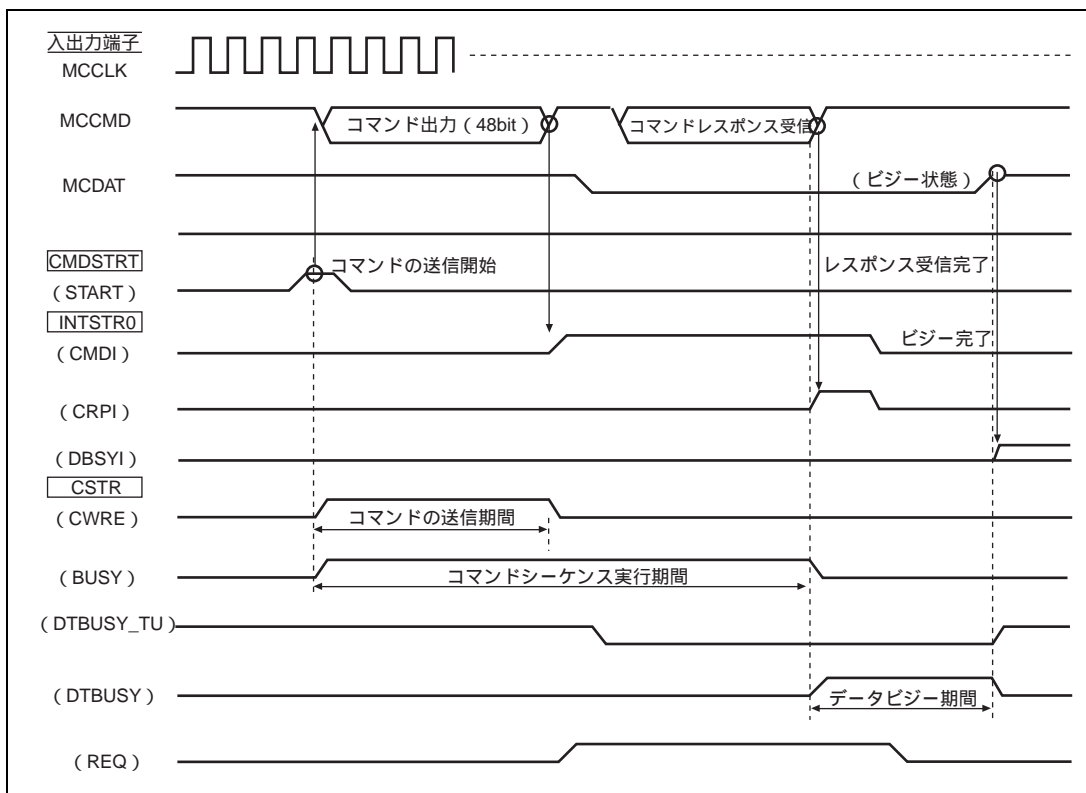 入出力端子
MCCLK
MCCMD
コマンド出力（48bit）
コマンドレスポンス受信
MCDAT
（ビジー状態）
CMDSTRT
コマンドの送信開始
レスポンス受信完了
（START）
INTSTR0
（CMDI）
ビジー完了
（CRPI）
（DBSYI）
CSTR
（CWRE）
コマンドの送信期間
（BUSY）
コマンドシーケンス実行期間
（DTBUSY_TU）
（DTBUSY）
データビジー期間
（REQ）